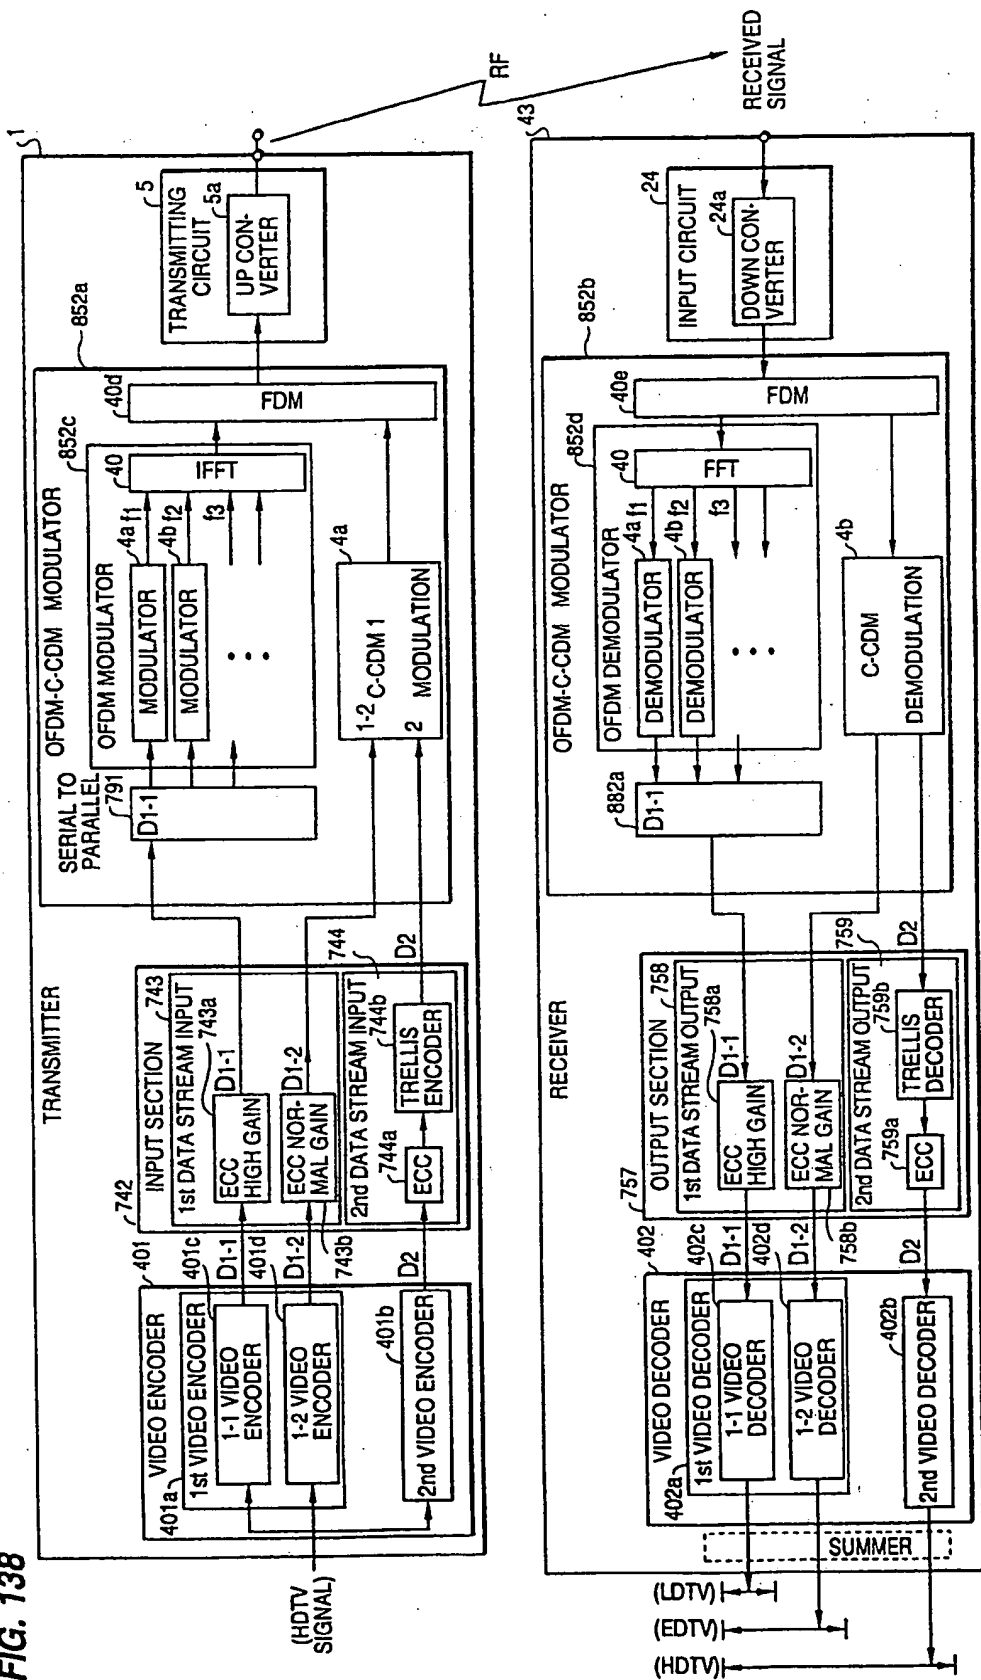 FIG. 138
TRANSMITTER
1
(HDTV
SIGNAL)
VIDEO ENCODER
401
401a
1st VIDEO ENCODER
401c
1-1 VIDEO
ENCODER
D1-1
401d
1-2 VIDEO
ENCODER
D1-2
2nd VIDEO ENCODER
401b
D2
742
INPUT SECTION
743
1st DATA STREAM INPUT
743a
ECC
HIGH GAIN
D1-1
ECC NOR-
MAL GAIN
D1-2
743b
744
2nd DATA STREAM INPUT
744a
ECC
744b
TRELLIS
ENCODER
D2
OFDM-C-CDM MODULATOR
852a
SERIAL TO
PARALLEL
791
D1-1
OFDM MODULATOR
852c
MODULATOR
4a
f1
MODULATOR
4b
f2
f3
40
IFFT
40d
FDM
4a
1-2
C-CDM 1
2
MODULATION
TRANSMITTING
CIRCUIT
5
5a
UP CON-
VERTER
RF
RECEIVED
SIGNAL
RECEIVER
43
INPUT CIRCUIT
24
24a
DOWN CON-
VERTER
OFDM-C-CDM MODULATOR
852b
40e
FDM
OFDM DEMODULATOR
852d
40
FFT
f1
4a
DEMODULATOR
f2
4b
DEMODULATOR
f3
882a
D1-1
4b
C-CDM
DEMODULATION
757
OUTPUT SECTION
758
1st DATA STREAM OUTPUT
758a
D1-1
ECC
HIGH GAIN
D1-2
ECC NOR-
MAL GAIN
758b
759
2nd DATA STREAM OUTPUT
D2
759b
TRELLIS
DECODER
759a
ECC
402
VIDEO DECODER
402a
1st VIDEO DECODER
402c
D1-1
1-1 VIDEO
DECODER
402d
D1-2
1-2 VIDEO
DECODER
D2
402b
2nd VIDEO DECODER
SUMMER
(LDTV)
(EDTV)
(HDTV)